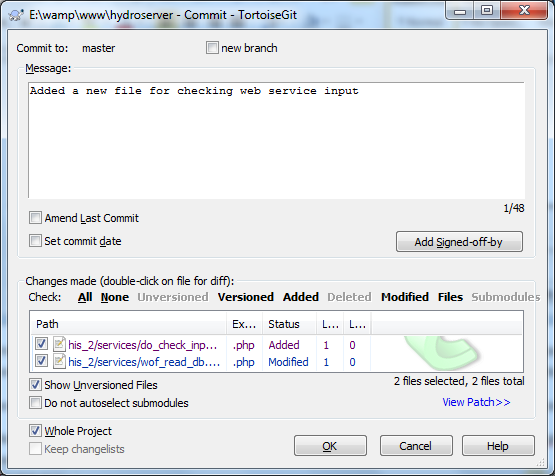 E:\wamp\www\hydroserver - Commit - TortoiseGit
Commit to: master new branch
Message:
Added a new file for checking web service input
1/48
Amend Last Commit
Set commit date
Add Signed-off-by
Changes made (double-click on file for diff):
Check: All None Unversioned Versioned Added Deleted Modified Files Submodules
Path Ex... Status L... L...
his_2/services/do_check_inp... .php Added 1 0
his_2/services/wof_read_db.... .php Modified 1 0
Show Unversioned Files
2 files selected, 2 files total
Do not autoselect submodules
View Patch>>
Whole Project
Keep changelists
OK Cancel Help